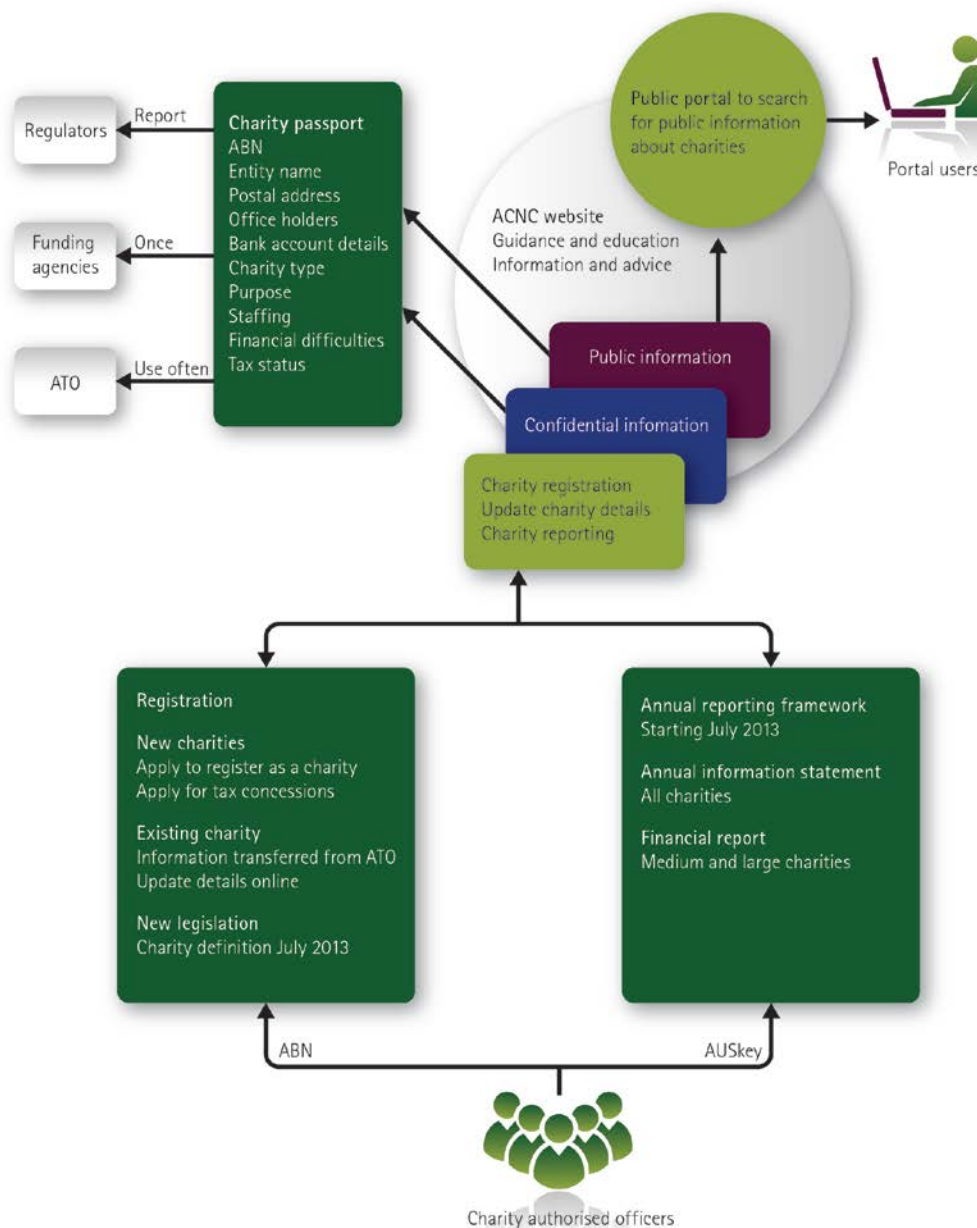 Public portal to search
for public information
about charities
Portal users
Regulators
Report
Funding
agencies
Once
ATO
Use often
Charity passport
ABN
Entity name
Postal address
Office holders
Bank account details
Charity type
Purpose
Staffing
Financial difficulties
Tax status
ACNC website
Guidance and education
Information and advice
Public information
Confidential infomation
Charity registration
Update charity details
Charity reporting
Registration
New charities
Apply to register as a charity
Apply for tax concessions
Existing charity
Information transferred from ATO
Update details online
New legislation
Charity definition July 2013
Annual reporting framework
Starting July 2013
Annual information statement
All charities
Financial report
Medium and large charities
ABN
AUSkey
Charity authorised officers